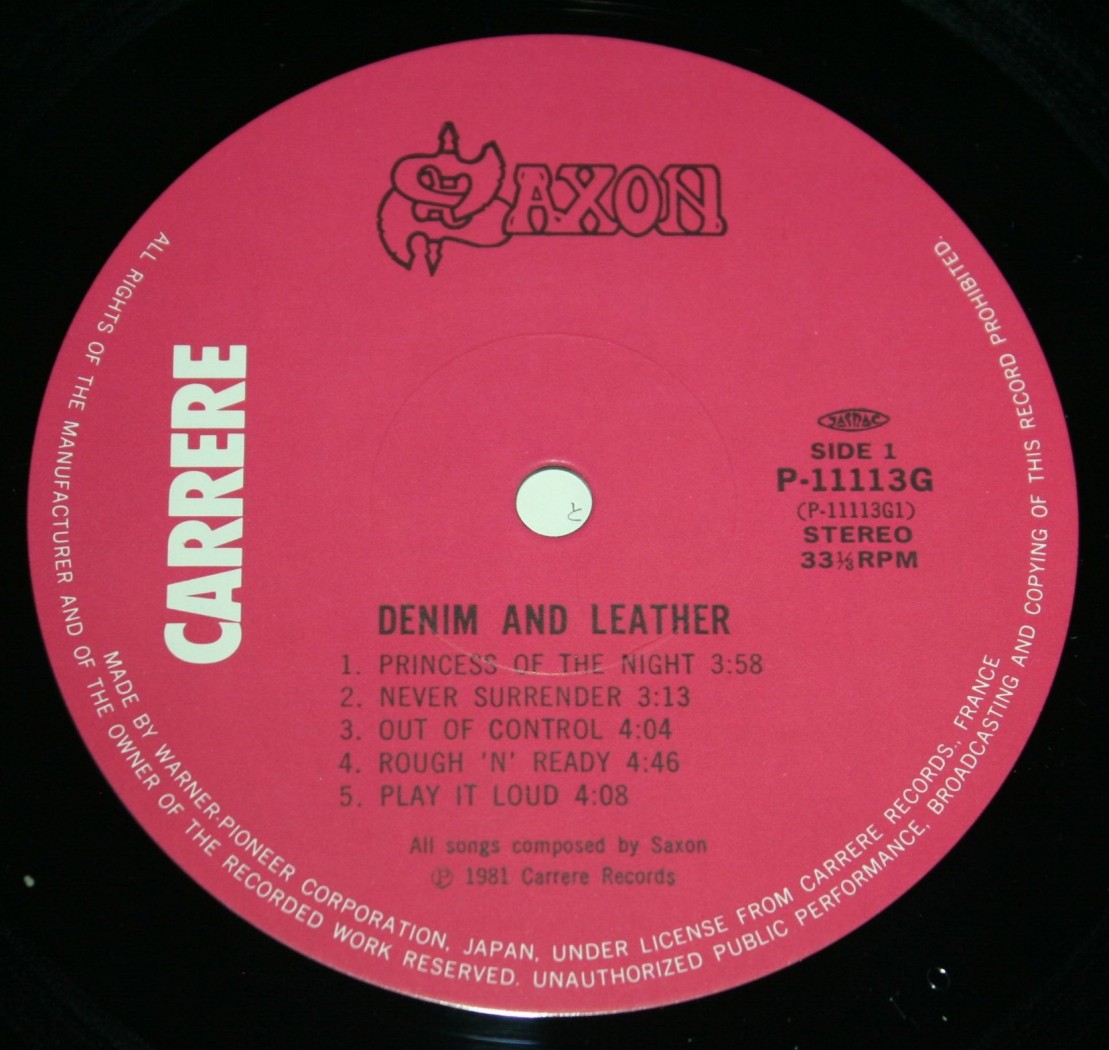 SAXON
CARRERE
JASRAC
SIDE 1
P-11113G
(P-11113G1)
STEREO
33⅓RPM
DENIM AND LEATHER
1. PRINCESS OF THE NIGHT 3:58
2. NEVER SURRENDER 3:13
3. OUT OF CONTROL 4:04
4. ROUGH 'N' READY 4:46
5. PLAY IT LOUD 4:08
All songs composed by Saxon
℗ 1981 Carrere Records
MADE BY WARNER-PIONEER CORPORATION, JAPAN, UNDER LICENSE FROM CARRERE RECORDS., FRANCE
ALL RIGHTS OF THE MANUFACTURER AND OF THE OWNER OF THE RECORDED WORK RESERVED. UNAUTHORIZED PUBLIC PERFORMANCE, BROADCASTING AND COPYING OF THIS RECORD PROHIBITED.